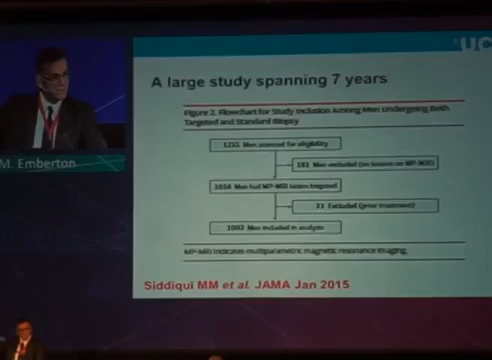 UC
A large study spanning 7 years
Figure 2. Flowchart for Study Inclusion Among Men Undergoing Both
Targeted and Standard Biopsy
1215 Men assessed for eligibility
181 Men excluded (no lesions on MP-MRI)
1034 Men had MP-MRI lesion targeted
31 Excluded (prior treatment)
1003 Men included in analysis
MP-MRI indicates multiparametric magnetic resonance imaging.
Siddiqui MM et al. JAMA Jan 2015
M. Emberton